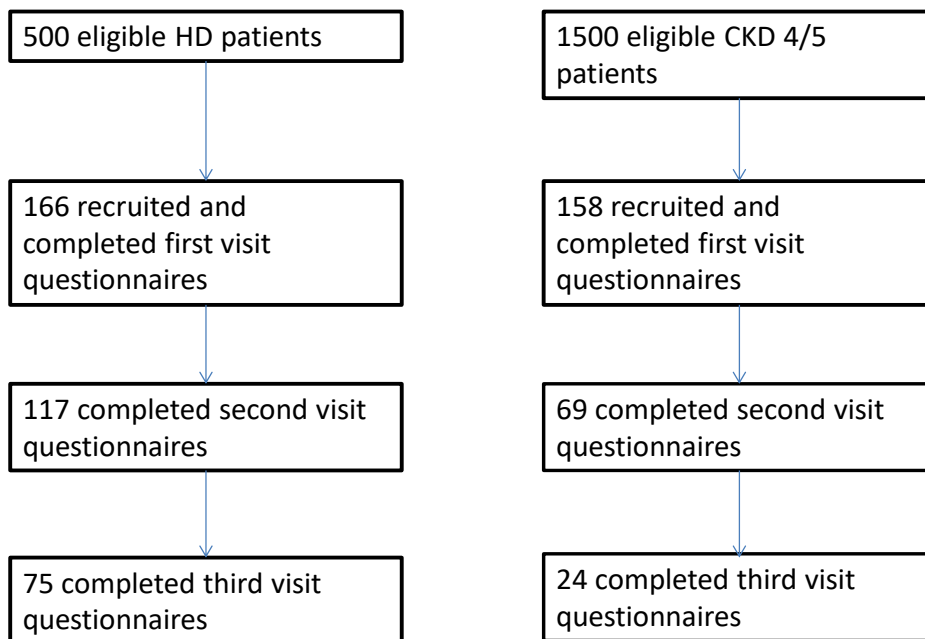 500 eligible HD patients
1500 eligible CKD 4/5
patients
166 recruited and
completed first visit
questionnaires
158 recruited and
completed first visit
questionnaires
117 completed second visit
questionnaires
69 completed second visit
questionnaires
75 completed third visit
questionnaires
24 completed third visit
questionnaires